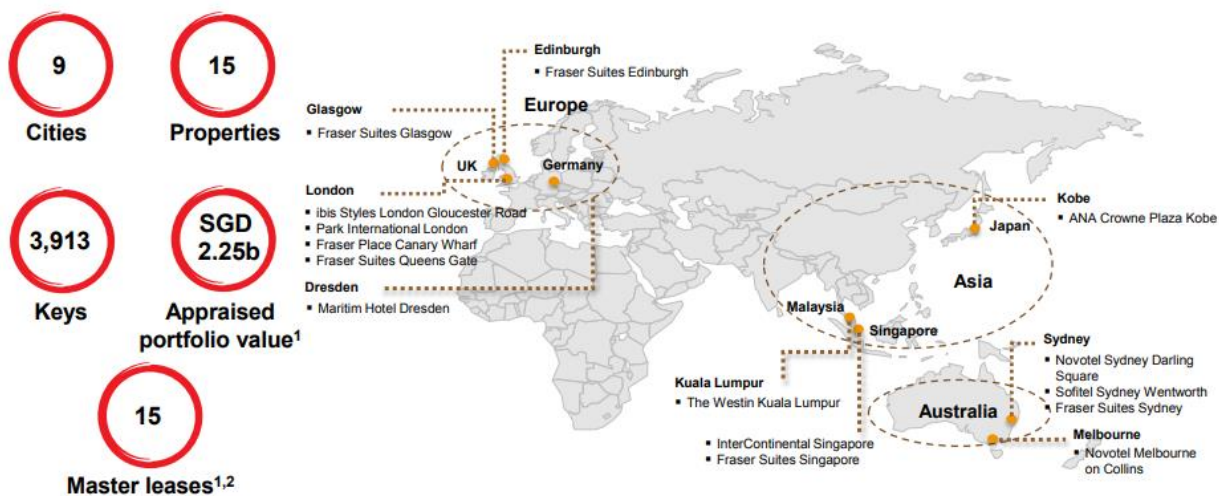 9
Cities
15
Properties
3,913
Keys
SGD
2.25b
Appraised
portfolio value¹
15
Master leases¹,²
Edinburgh
▪ Fraser Suites Edinburgh
Europe
Glasgow
▪ Fraser Suites Glasgow
UK
Germany
London
▪ ibis Styles London Gloucester Road
▪ Park International London
▪ Fraser Place Canary Wharf
▪ Fraser Suites Queens Gate
Dresden
▪ Maritim Hotel Dresden
Kobe
▪ ANA Crowne Plaza Kobe
Japan
Asia
Malaysia
Singapore
Kuala Lumpur
▪ The Westin Kuala Lumpur
▪ InterContinental Singapore
▪ Fraser Suites Singapore
Sydney
▪ Novotel Sydney Darling
Square
▪ Sofitel Sydney Wentworth
▪ Fraser Suites Sydney
Australia
Melbourne
▪ Novotel Melbourne
on Collins